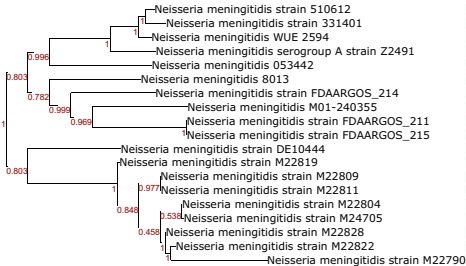 Neisseria meningitidis strain 510612
1
Neisseria meningitidis strain 331401
1
Neisseria meningitidis WUE 2594
1
Neisseria meningitidis serogroup A strain Z2491
0.996
Neisseria meningitidis 053442
0.803
Neisseria meningitidis 8013
0.782
Neisseria meningitidis strain FDAARGOS_214
0.999
Neisseria meningitidis M01-240355
0.969
Neisseria meningitidis strain FDAARGOS_211
1
Neisseria meningitidis strain FDAARGOS_215
1
Neisseria meningitidis strain DE10444
0.803
Neisseria meningitidis strain M22819
1
Neisseria meningitidis strain M22809
0.977
Neisseria meningitidis strain M22811
0.848
Neisseria meningitidis strain M22804
0.538
Neisseria meningitidis strain M24705
0.458
Neisseria meningitidis strain M22828
1
Neisseria meningitidis strain M22822
1
Neisseria meningitidis strain M22790